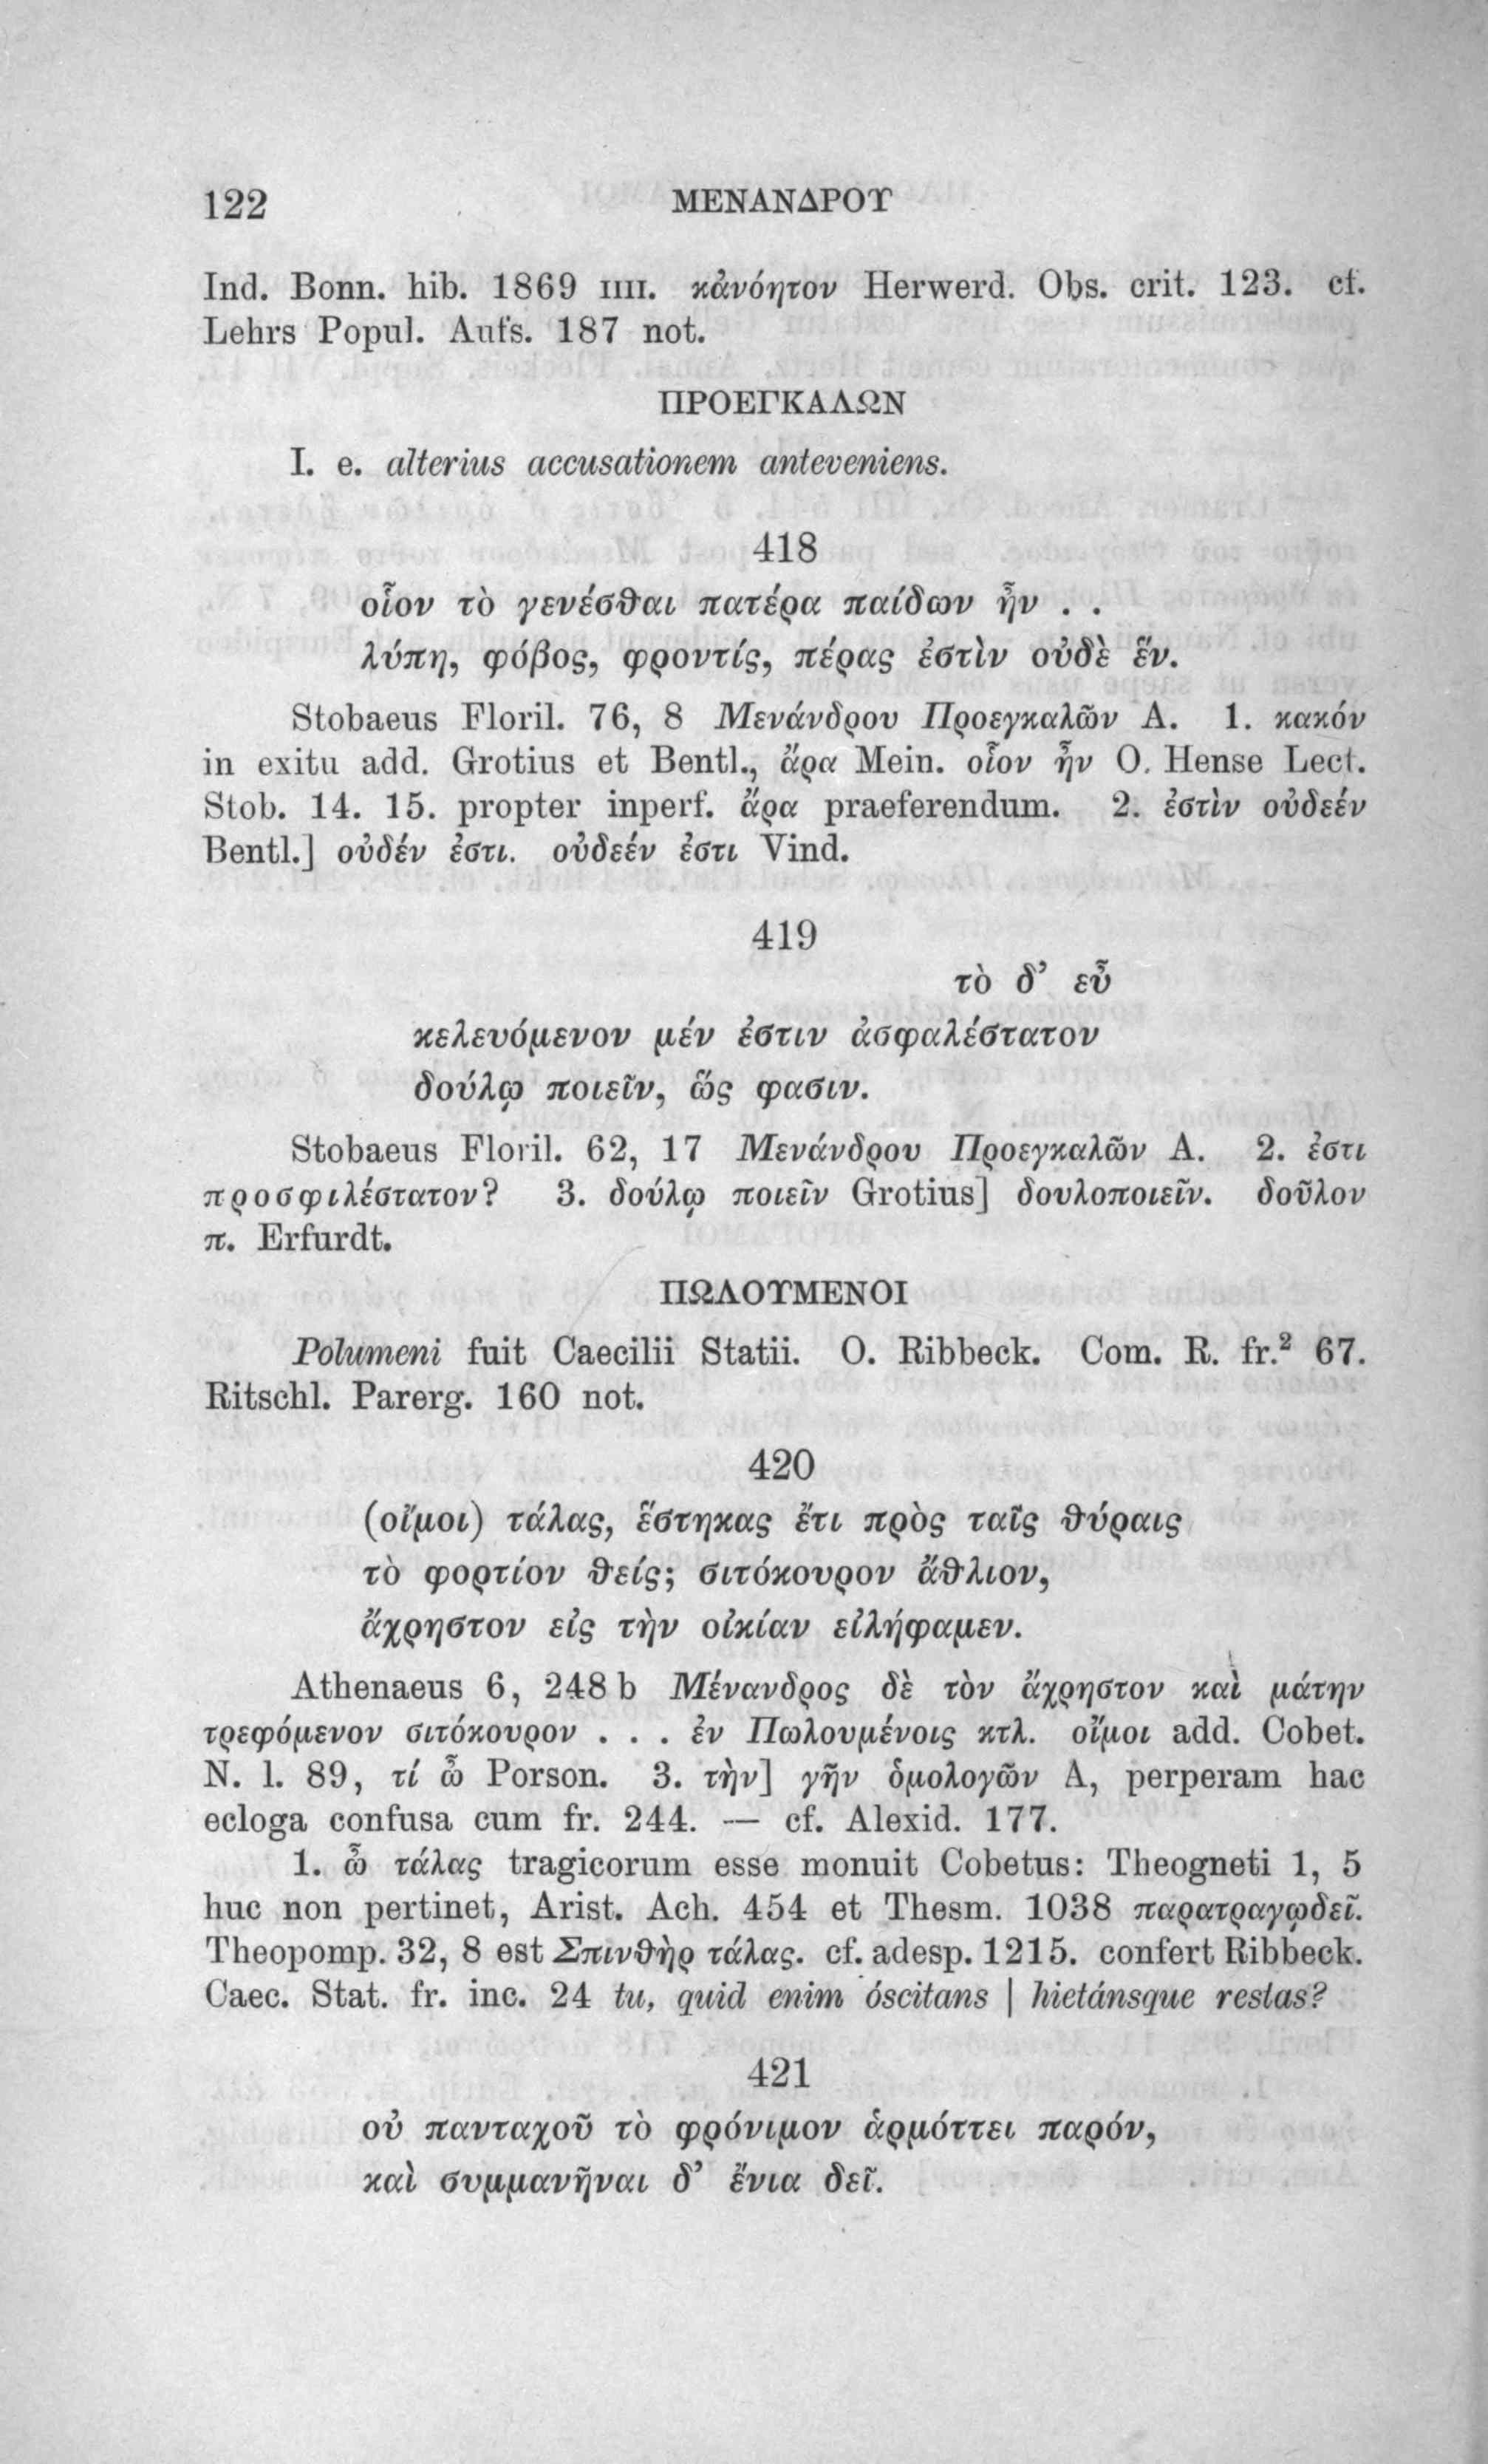 122 ΜΕΝΑΝΔΡΟΥ
Ind. Bonn. hib. 1869 IIII. κἀνόητον Herwerd. Obs. crit. 123. cf.
Lehrs Popul. Aufs. 187 not.
ΠΡΟΕΓΚΑΛΩΝ
I. e. alterius accusationem anteveniens.
418
οἷον τὸ γενέσθαι πατέρα παίδων ἦν . .
λύπη, φόβος, φροντίς, πέρας ἐστὶν οὐδὲ ἕν.
Stobaeus Floril. 76, 8 Μενάνδρου Προεγκαλῶν A. 1. κακόν
in exitu add. Grotius et Bentl., ἄρα Mein. οἷον ἦν O. Hense Lect.
Stob. 14. 15. propter inperf. ἄρα praeferendum. 2. ἐστὶν οὐδεέν
Bentl.] οὐδέν ἐστι. οὐδεέν ἐστι Vind.
419
τὸ δ’ εὖ
κελευόμενον μέν ἐστιν ἀσφαλέστατον
δούλῳ ποιεῖν, ὥς φασιν.
Stobaeus Floril. 62, 17 Μενάνδρου Προεγκαλῶν A. 2. ἐστι
προσφιλέστατον? 3. δούλῳ ποιεῖν Grotius] δουλοποιεῖν. δοῦλον
π. Erfurdt.
ΠΩΛΟΥΜΕΝΟΙ
Polumeni fuit Caecilii Statii. O. Ribbeck. Com. R. fr.² 67.
Ritschl. Parerg. 160 not.
420
(οἴμοι) τάλας, ἕστηκας ἔτι πρὸς ταῖς θύραις
τὸ φορτίον θείς; σιτόκουρον ἄθλιον,
ἄχρηστον εἰς τὴν οἰκίαν εἰλήφαμεν.
Athenaeus 6, 248 b Μένανδρος δὲ τὸν ἄχρηστον καὶ μάτην
τρεφόμενον σιτόκουρον . . . ἐν Πωλουμένοις κτλ. οἴμοι add. Cobet.
N. l. 89, τί ὦ Porson. 3. τὴν] γῆν ὁμολογῶν A, perperam hac
ecloga confusa cum fr. 244. — cf. Alexid. 177.
1. ὦ τάλας tragicorum esse monuit Cobetus: Theogneti 1, 5
huc non pertinet, Arist. Ach. 454 et Thesm. 1038 παρατραγῳδεῖ.
Theopomp. 32, 8 est Σπινθὴρ τάλας. cf. adesp. 1215. confert Ribbeck.
Caec. Stat. fr. inc. 24 tu, quid enim óscitans | hietánsque restas?
421
οὐ πανταχοῦ τὸ φρόνιμον ἁρμόττει παρόν,
καὶ συμμανῆναι δ’ ἔνια δεῖ.